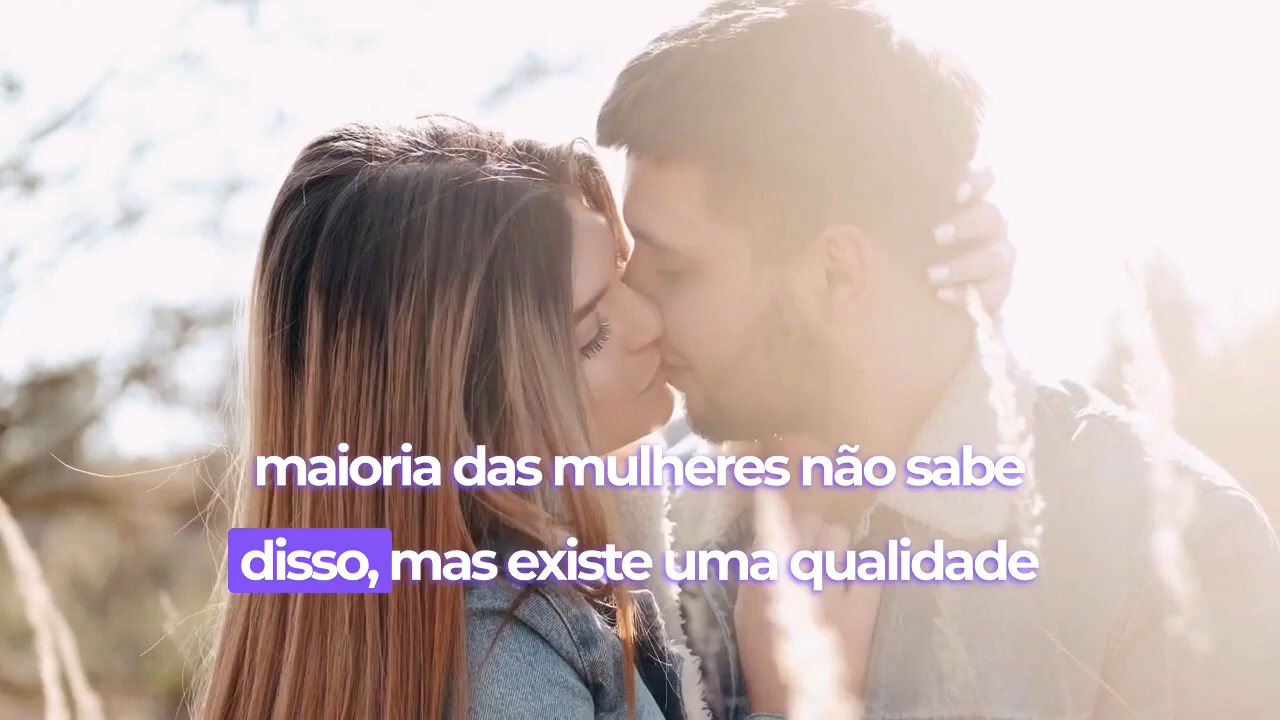 maioria das mulheres não sabe
disso, mas existe uma qualidade